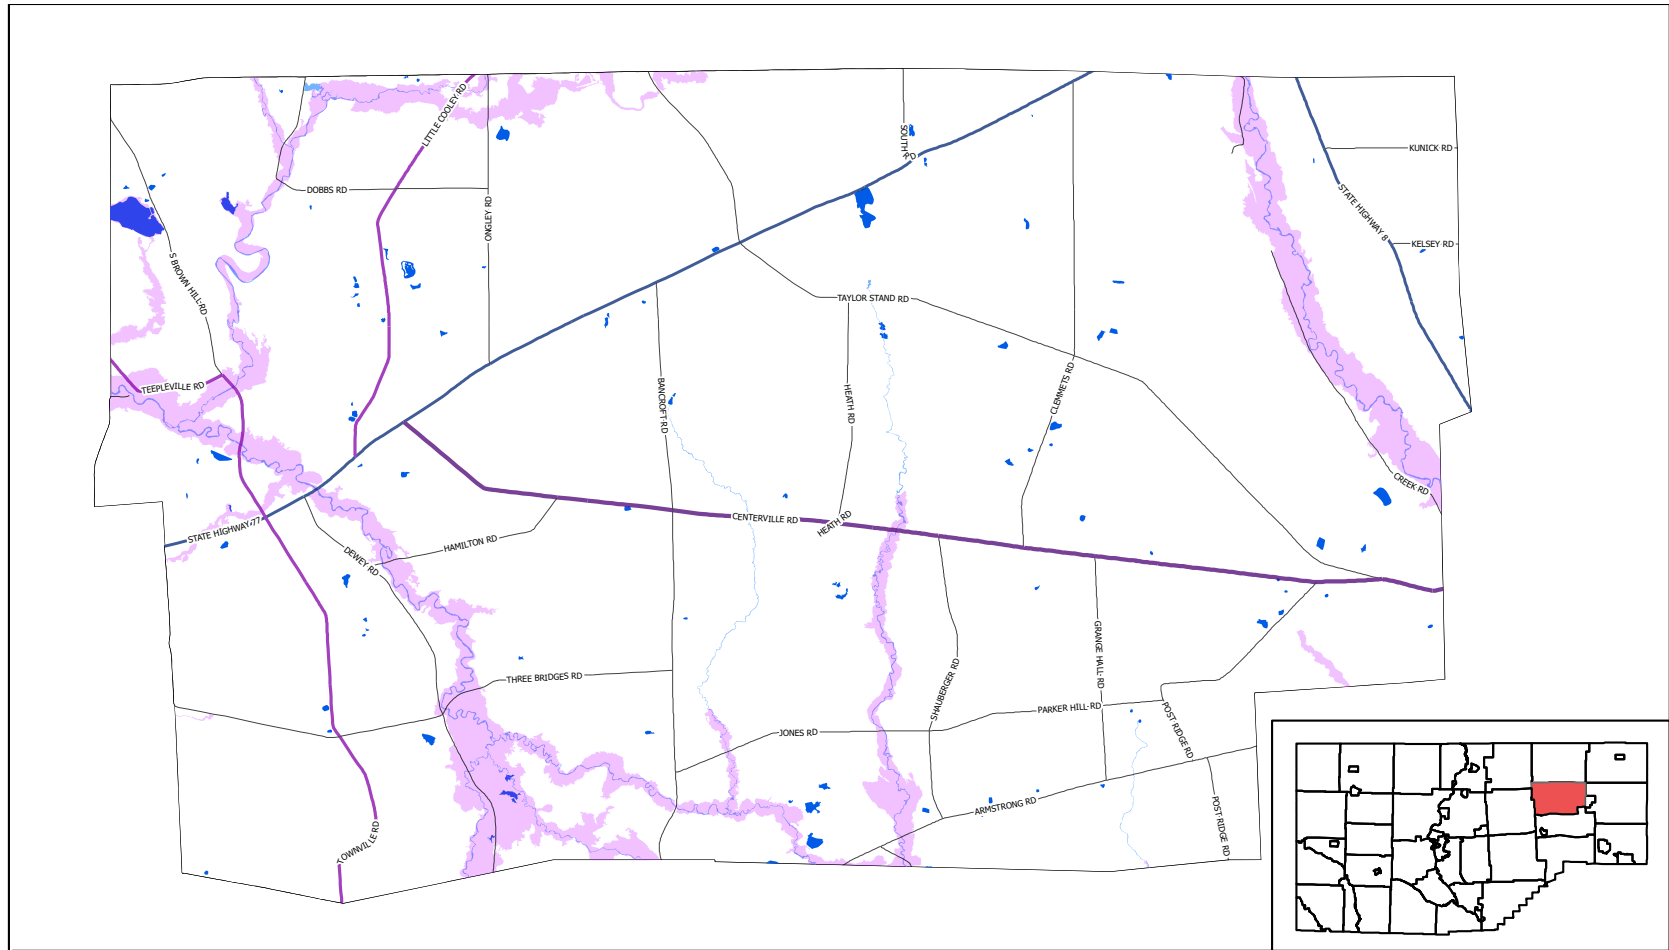 LITTLE COOLEY RD
SOUTH RD
KUNICK RD
DOBBS RD
ONGLEY RD
STATE HIGHWAY 8
KELSEY RD
S BROWN HILL RD
TAYLOR STAND RD
TEEPLEVILLE RD
BANCROFT RD
HEATH RD
CLEMMETS RD
CREEK RD
STATE HIGHWAY 77
CENTERVILLE RD
HEATH RD
HAMILTON RD
DEWEY RD
GRANGE HALL RD
THREE BRIDGES RD
SHAUBERGER RD
PARKER HILL RD
POST RIDGE RD
JONES RD
ARMSTRONG RD
POST RIDGE RD
TOWNVILLE RD